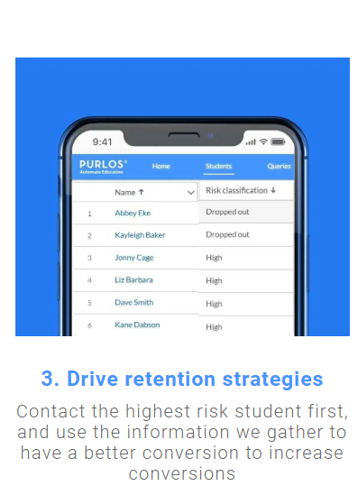 9:41
PURLOS®
Automate Education
Home Students Queries
Name ↑ Risk classification ↓
1 Abbey Eke Dropped out
2 Kayleigh Baker Dropped out
3 Jonny Cage High
4 Liz Barbara High
5 Dave Smith High
6 Kane Dabson High
3. Drive retention strategies
Contact the highest risk student first,
and use the information we gather to
have a better conversion to increase
conversions